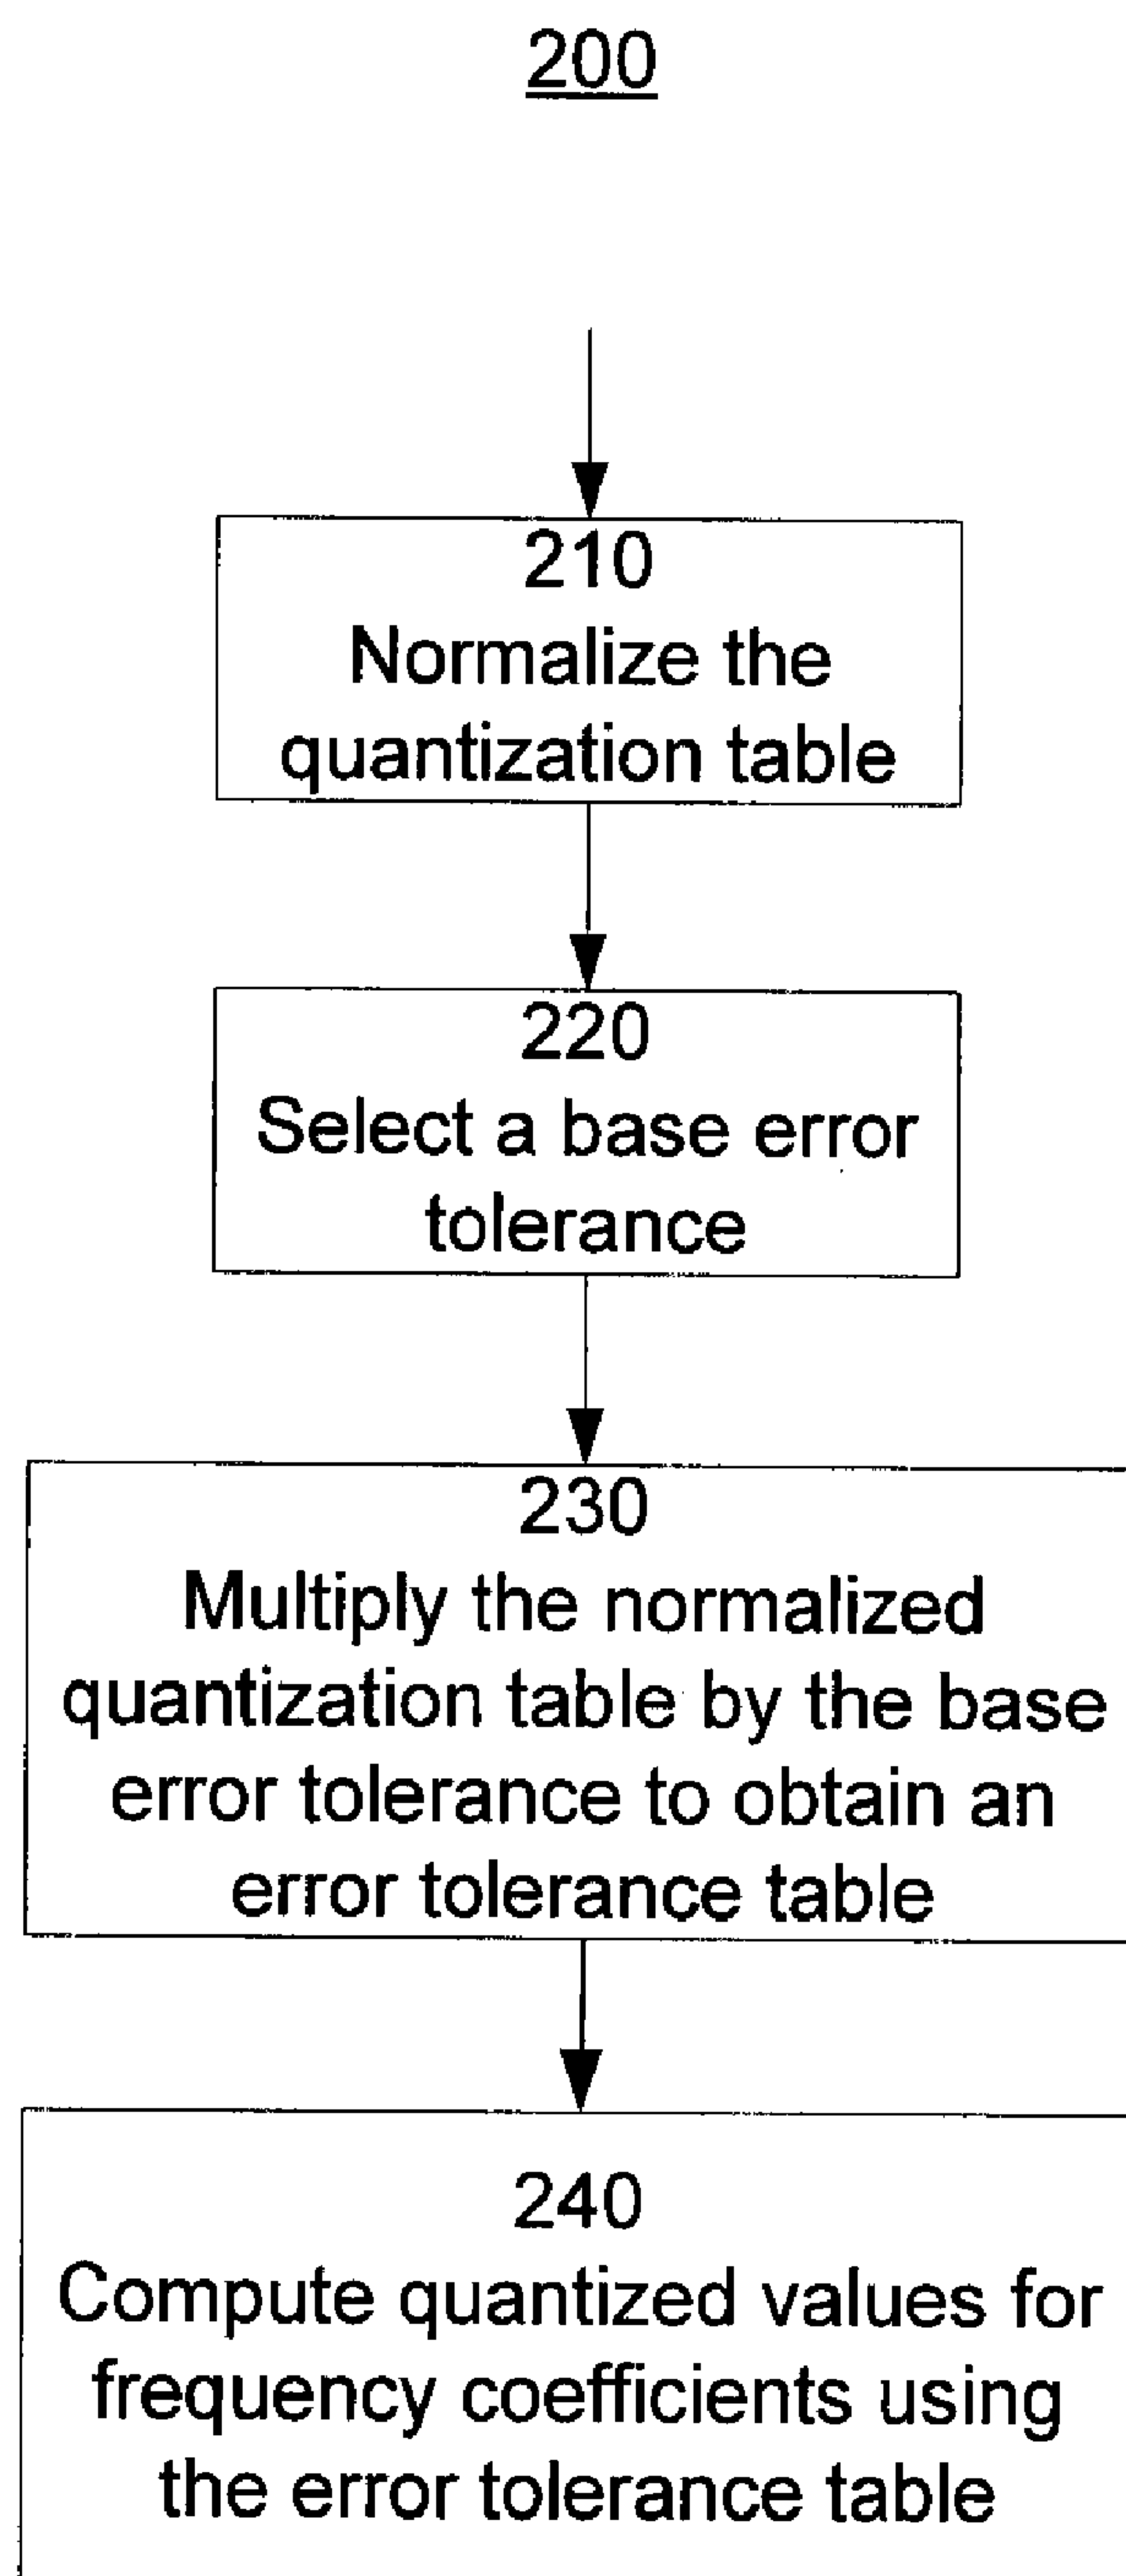 200
210
Normalize the
quantization table
220
Select a base error
tolerance
230
Multiply the normalized
quantization table by the base
error tolerance to obtain an
error tolerance table
240
Compute quantized values for
frequency coefficients using
the error tolerance table